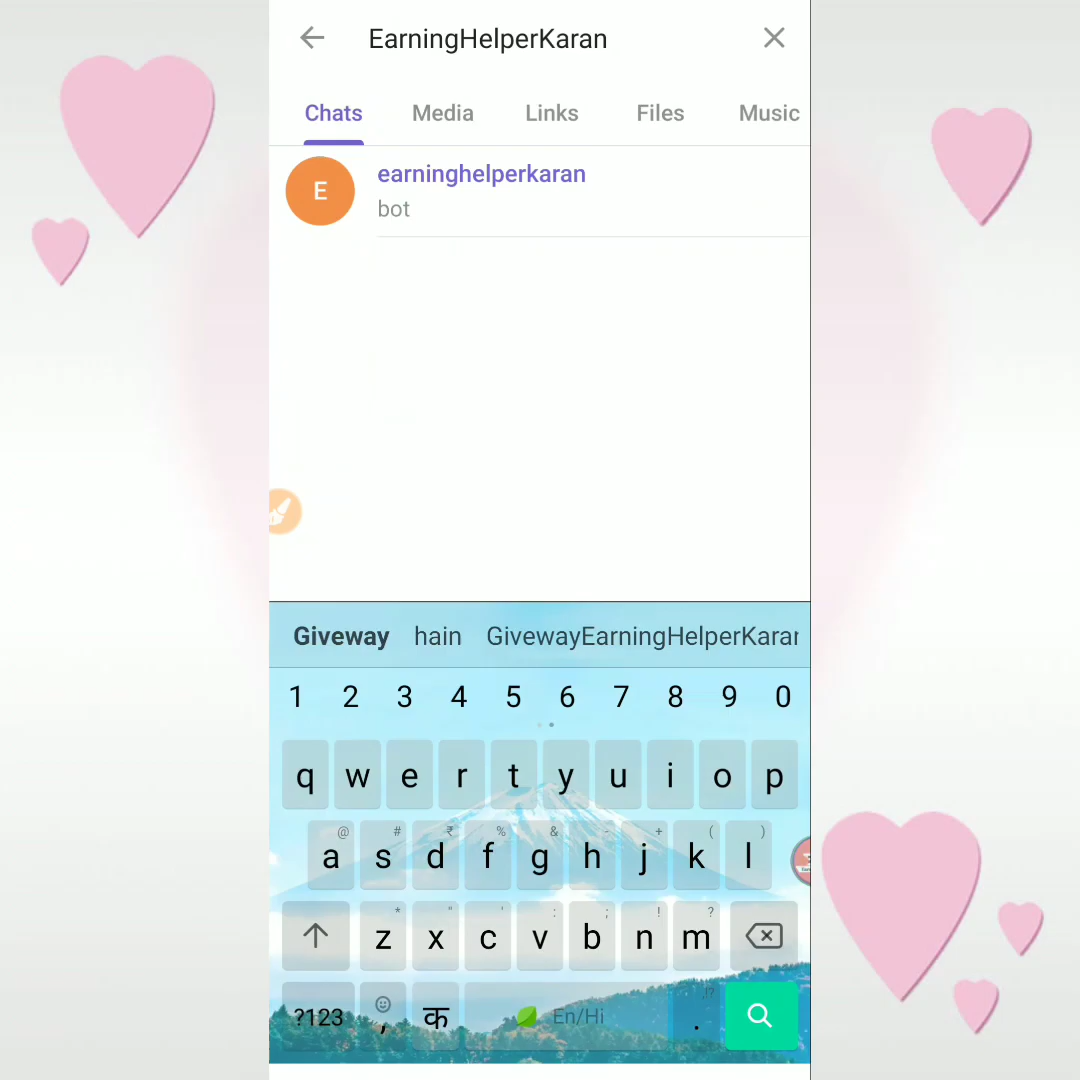 EarningHelperKaran
Chats Media Links Files Music
E
earninghelperkaran
bot
Giveway hain GivewayEarningHelperKaran
1 2 3 4 5 6 7 8 9 0
q w e r t y u i o p
@ # ₹ % & - + ( )
a s d f g h j k l
* " ' : ; ! ?
z x c v b n m
?123 , क En/Hi . ,!?